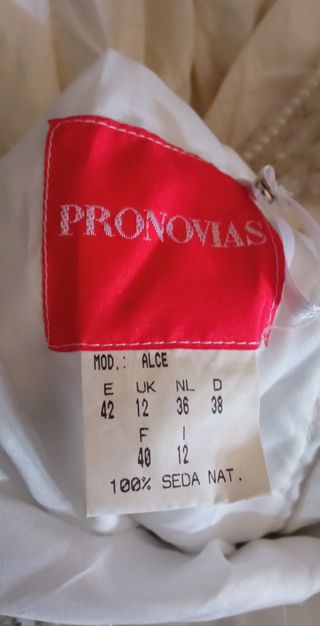 PRONOVIAS
MOD.: ALCE
E UK NL D
42 12 36 38
F I
40 12
100% SEDA NAT.